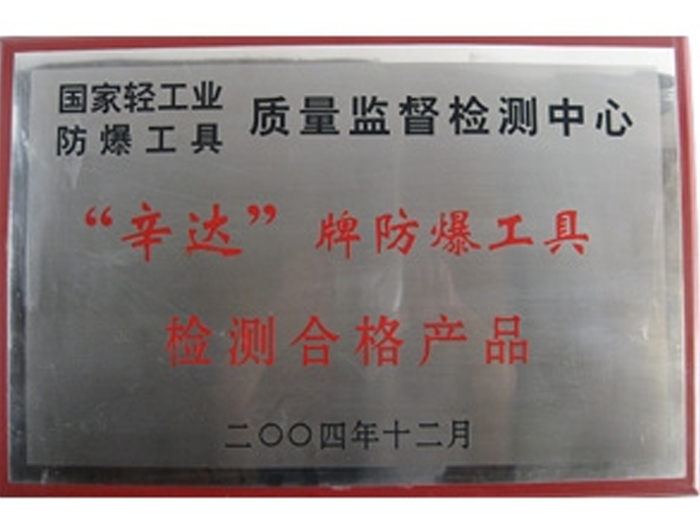 国家轻工业防爆工具 质量监督检测中心
“辛达”牌防爆工具
检测合格产品
二〇〇四年十二月